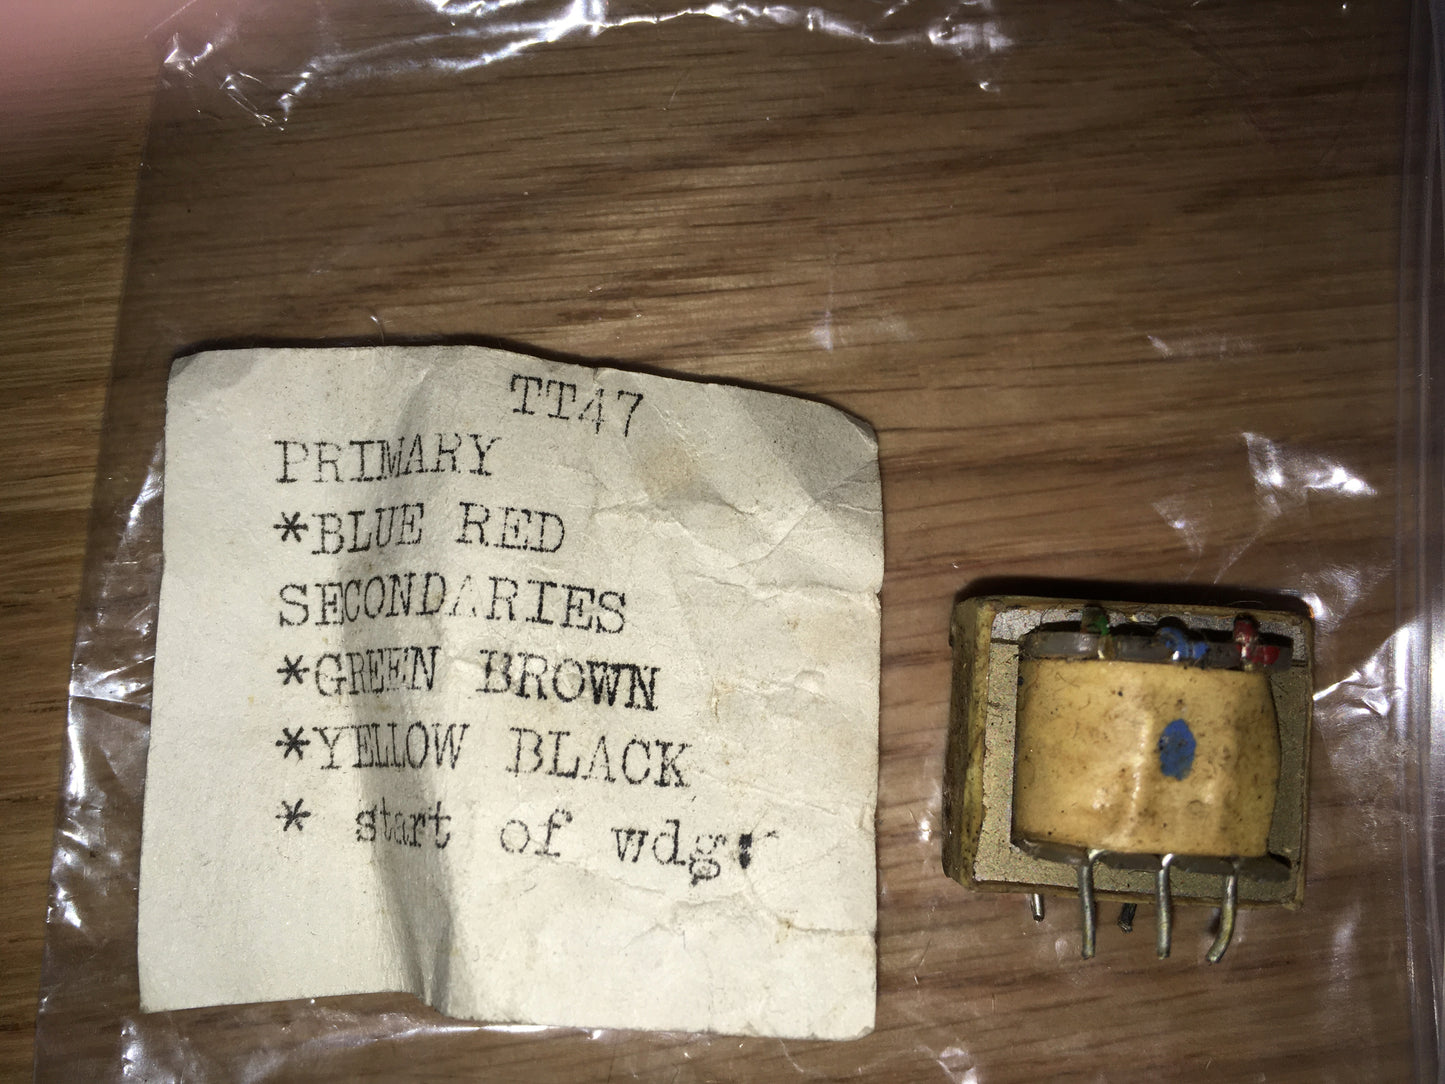 TT47
PRIMARY
*BLUE RED
SECONDARIES
*GREEN BROWN
*YELLOW BLACK
* start of wdg.